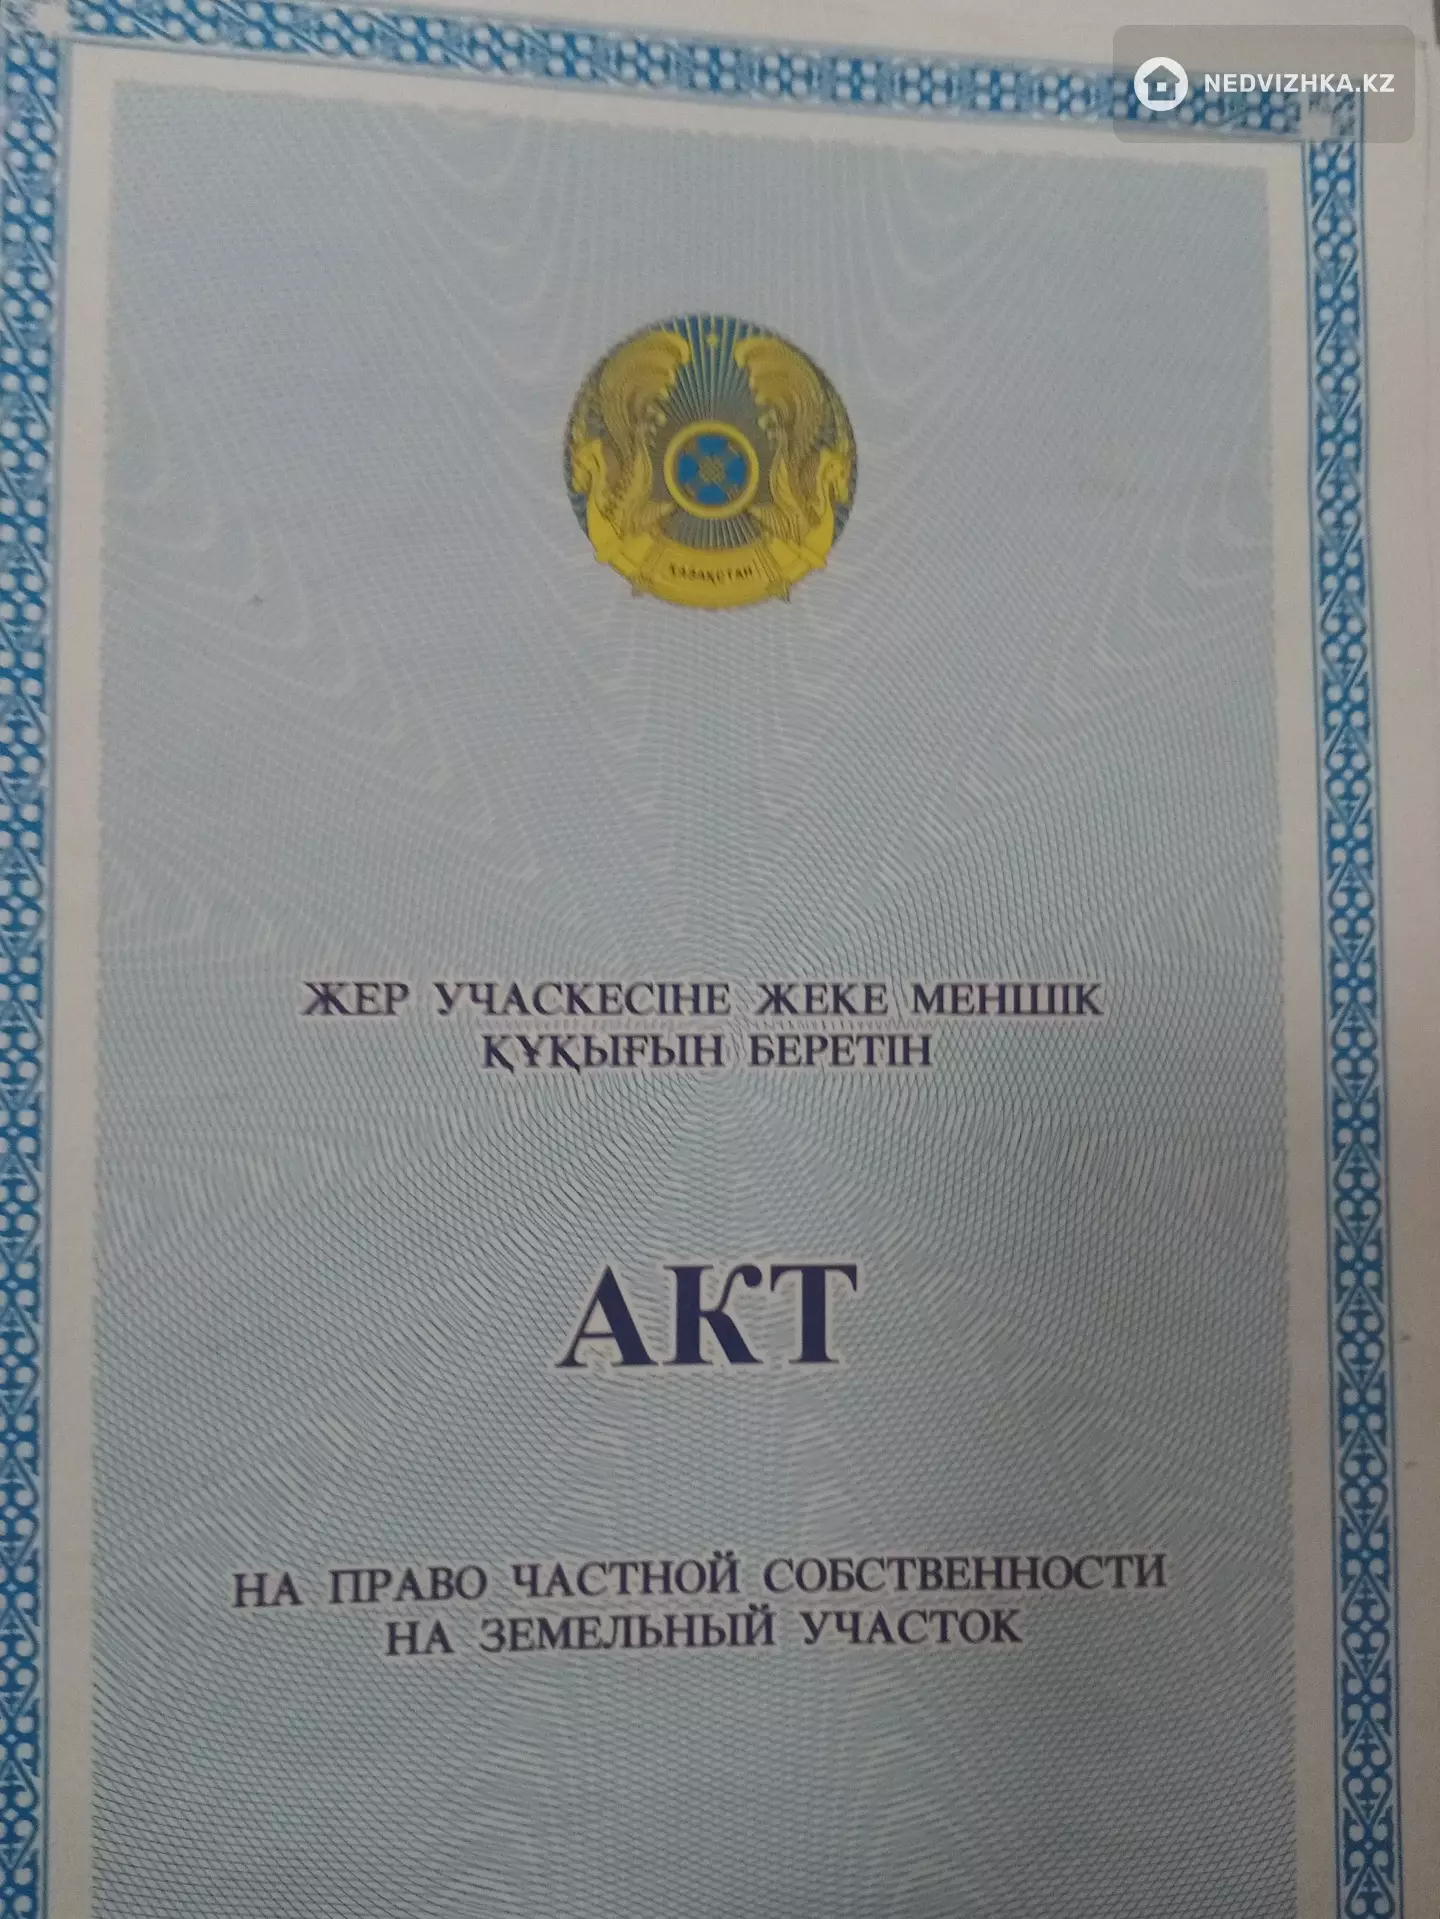 NEDVIZHKA.KZ
ҚАЗАҚСТАН
ЖЕР УЧАСКЕСІНЕ ЖЕКЕ МЕНШІК
ҚҰҚЫҒЫН БЕРЕТІН
АКТ
НА ПРАВО ЧАСТНОЙ СОБСТВЕННОСТИ
НА ЗЕМЕЛЬНЫЙ УЧАСТОК